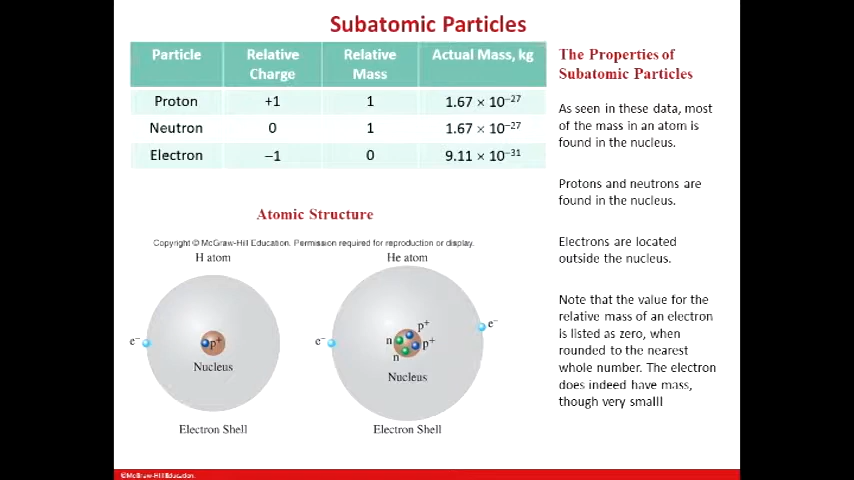 Subatomic Particles
Particle Relative Charge Relative Mass Actual Mass, kg
Proton +1 1 1.67 × 10⁻²⁷
Neutron 0 1 1.67 × 10⁻²⁷
Electron −1 0 9.11 × 10⁻³¹
The Properties of
Subatomic Particles
As seen in these data, most
of the mass in an atom is
found in the nucleus.
Protons and neutrons are
found in the nucleus.
Electrons are located
outside the nucleus.
Note that the value for the
relative mass of an electron
is listed as zero, when
rounded to the nearest
whole number. The electron
does indeed have mass,
though very small!
Atomic Structure
Copyright © McGraw-Hill Education. Permission required for reproduction or display.
H atom
e⁻
p⁺
Nucleus
Electron Shell
He atom
e⁻
e⁻
p⁺
n
p⁺
n
Nucleus
Electron Shell
©McGraw-Hill Education.